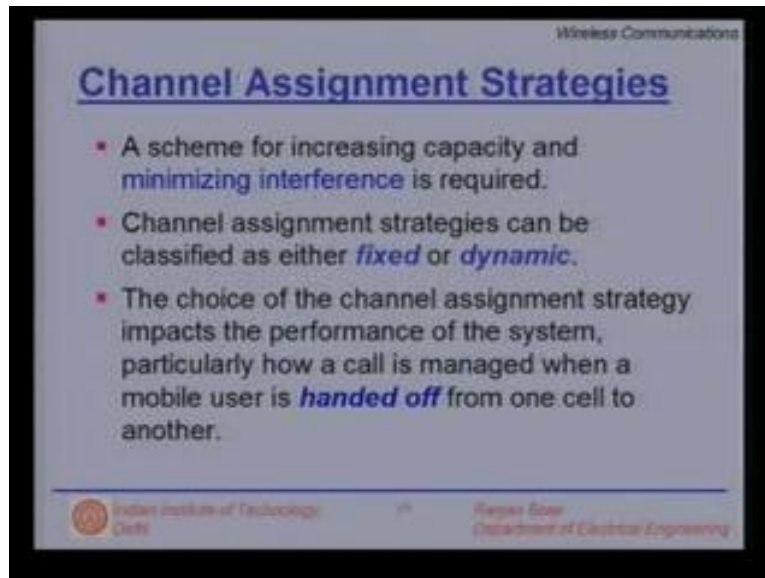 Wireless Communications
Channel Assignment Strategies
▪ A scheme for increasing capacity and
minimizing interference is required.
▪ Channel assignment strategies can be
classified as either fixed or dynamic.
▪ The choice of the channel assignment strategy
impacts the performance of the system,
particularly how a call is managed when a
mobile user is handed off from one cell to
another.
Indian Institute of Technology,
Delhi
Ranjan Bose
Department of Electrical Engineering